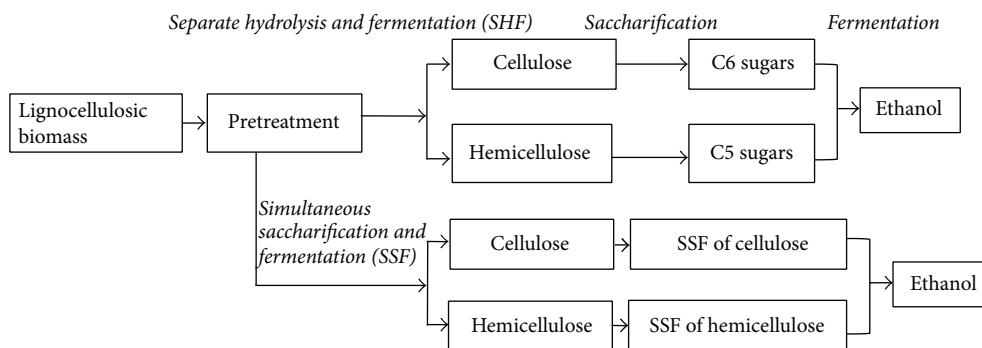 Separate hydrolysis and fermentation (SHF)
Saccharification
Fermentation
Cellulose
C6 sugars
Lignocellulosic
biomass
Pretreatment
Ethanol
Hemicellulose
C5 sugars
Simultaneous
saccharification and
fermentation (SSF)
Cellulose
SSF of cellulose
Ethanol
Hemicellulose
SSF of hemicellulose